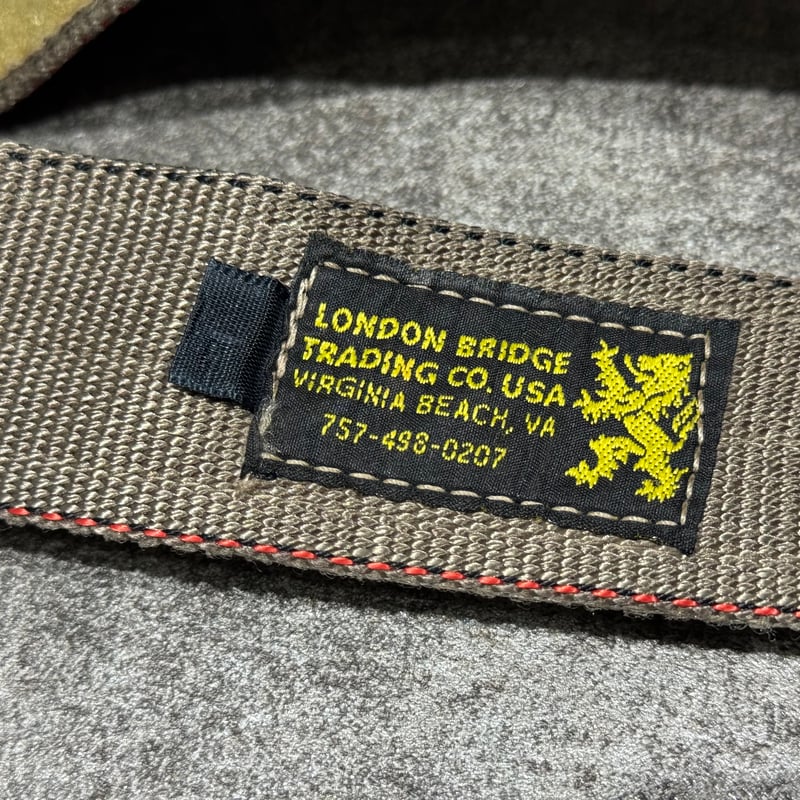 LONDON BRIDGE
TRADING CO. USA
VIRGINIA BEACH, VA
757-498-0207